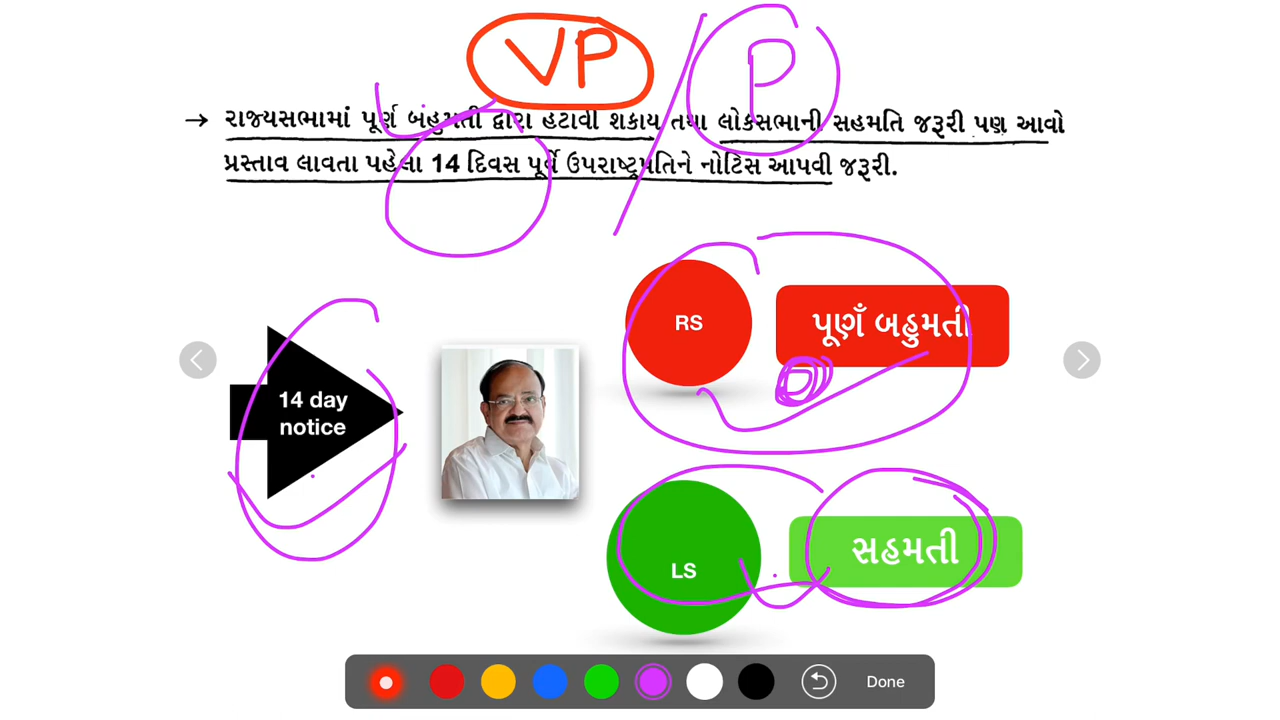 VP / P
→ રાજ્યસભામાં પૂર્ણ બહુમતી દ્વારા હટાવી શકાય તથા લોકસભાની સહમતિ જરૂરી પણ આવો
પ્રસ્તાવ લાવતા પહેલા 14 દિવસ પૂર્વે ઉપરાષ્ટ્રપતિને નોટિસ આપવી જરૂરી.
RS
પૂર્ણઁ બહુમતી
14 day
notice
LS
સહમતી
Done